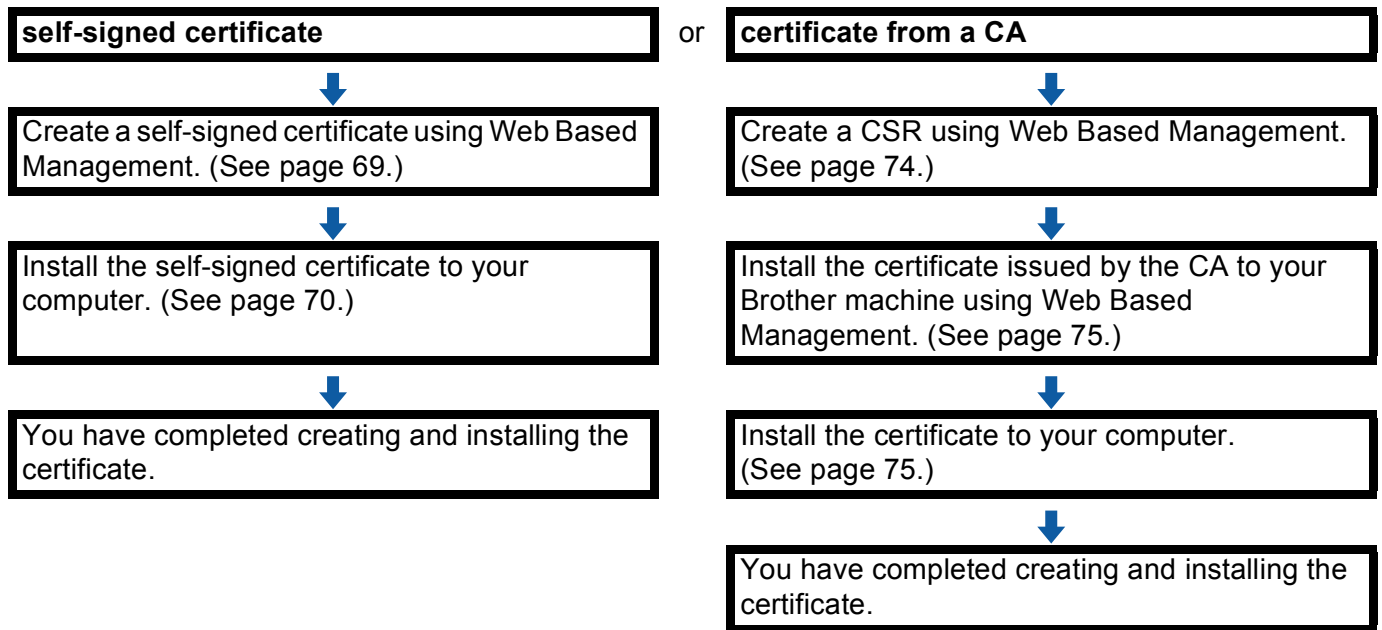 self-signed certificate
or
certificate from a CA
Create a self-signed certificate using Web Based
Management. (See page 69.)
Create a CSR using Web Based Management.
(See page 74.)
Install the self-signed certificate to your
computer. (See page 70.)
Install the certificate issued by the CA to your
Brother machine using Web Based
Management. (See page 75.)
You have completed creating and installing the
certificate.
Install the certificate to your computer.
(See page 75.)
You have completed creating and installing the
certificate.